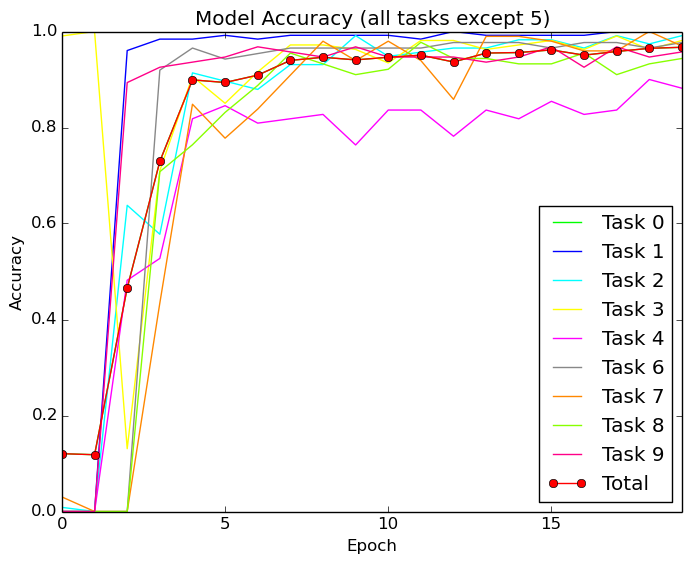 Model Accuracy (all tasks except 5)
1.0
0.8
0.6
0.4
0.2
0.0
Accuracy
0
5
10
15
Epoch
Task 0
Task 1
Task 2
Task 3
Task 4
Task 6
Task 7
Task 8
Task 9
Total